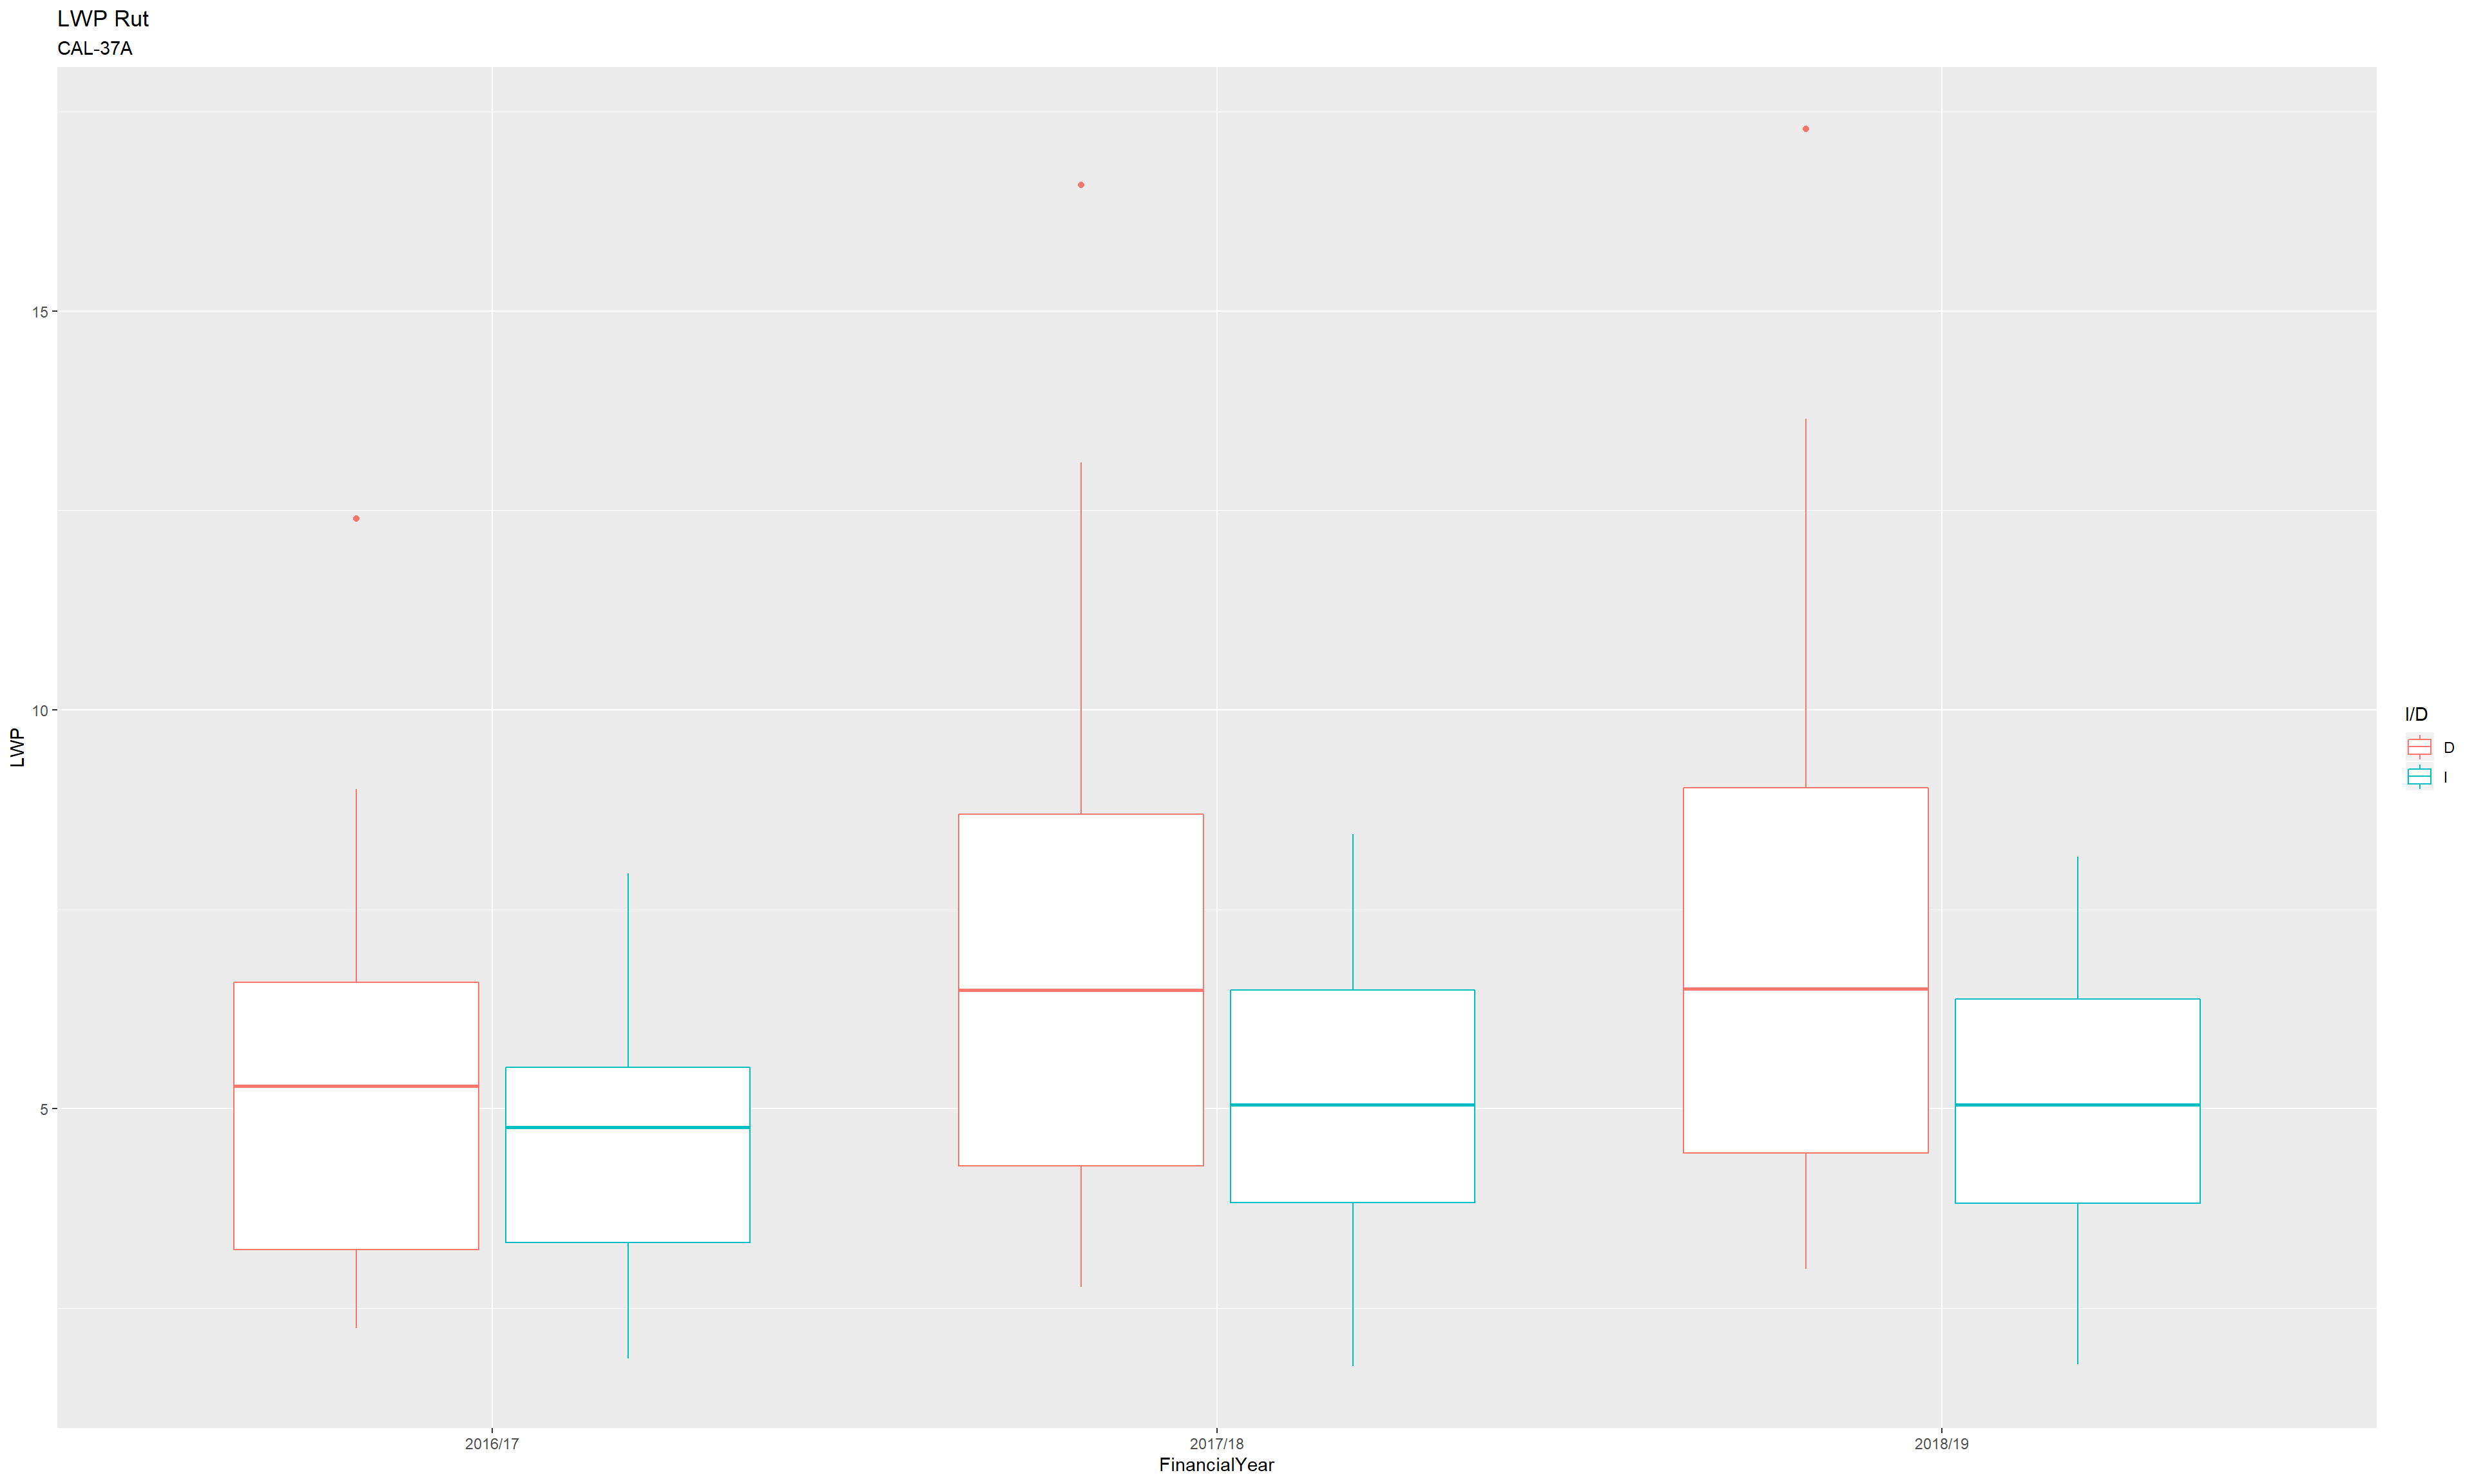 LWP Rut
CAL-37A
15
10
5
LWP
2016/17
2017/18
2018/19
FinancialYear
I/D
D
I